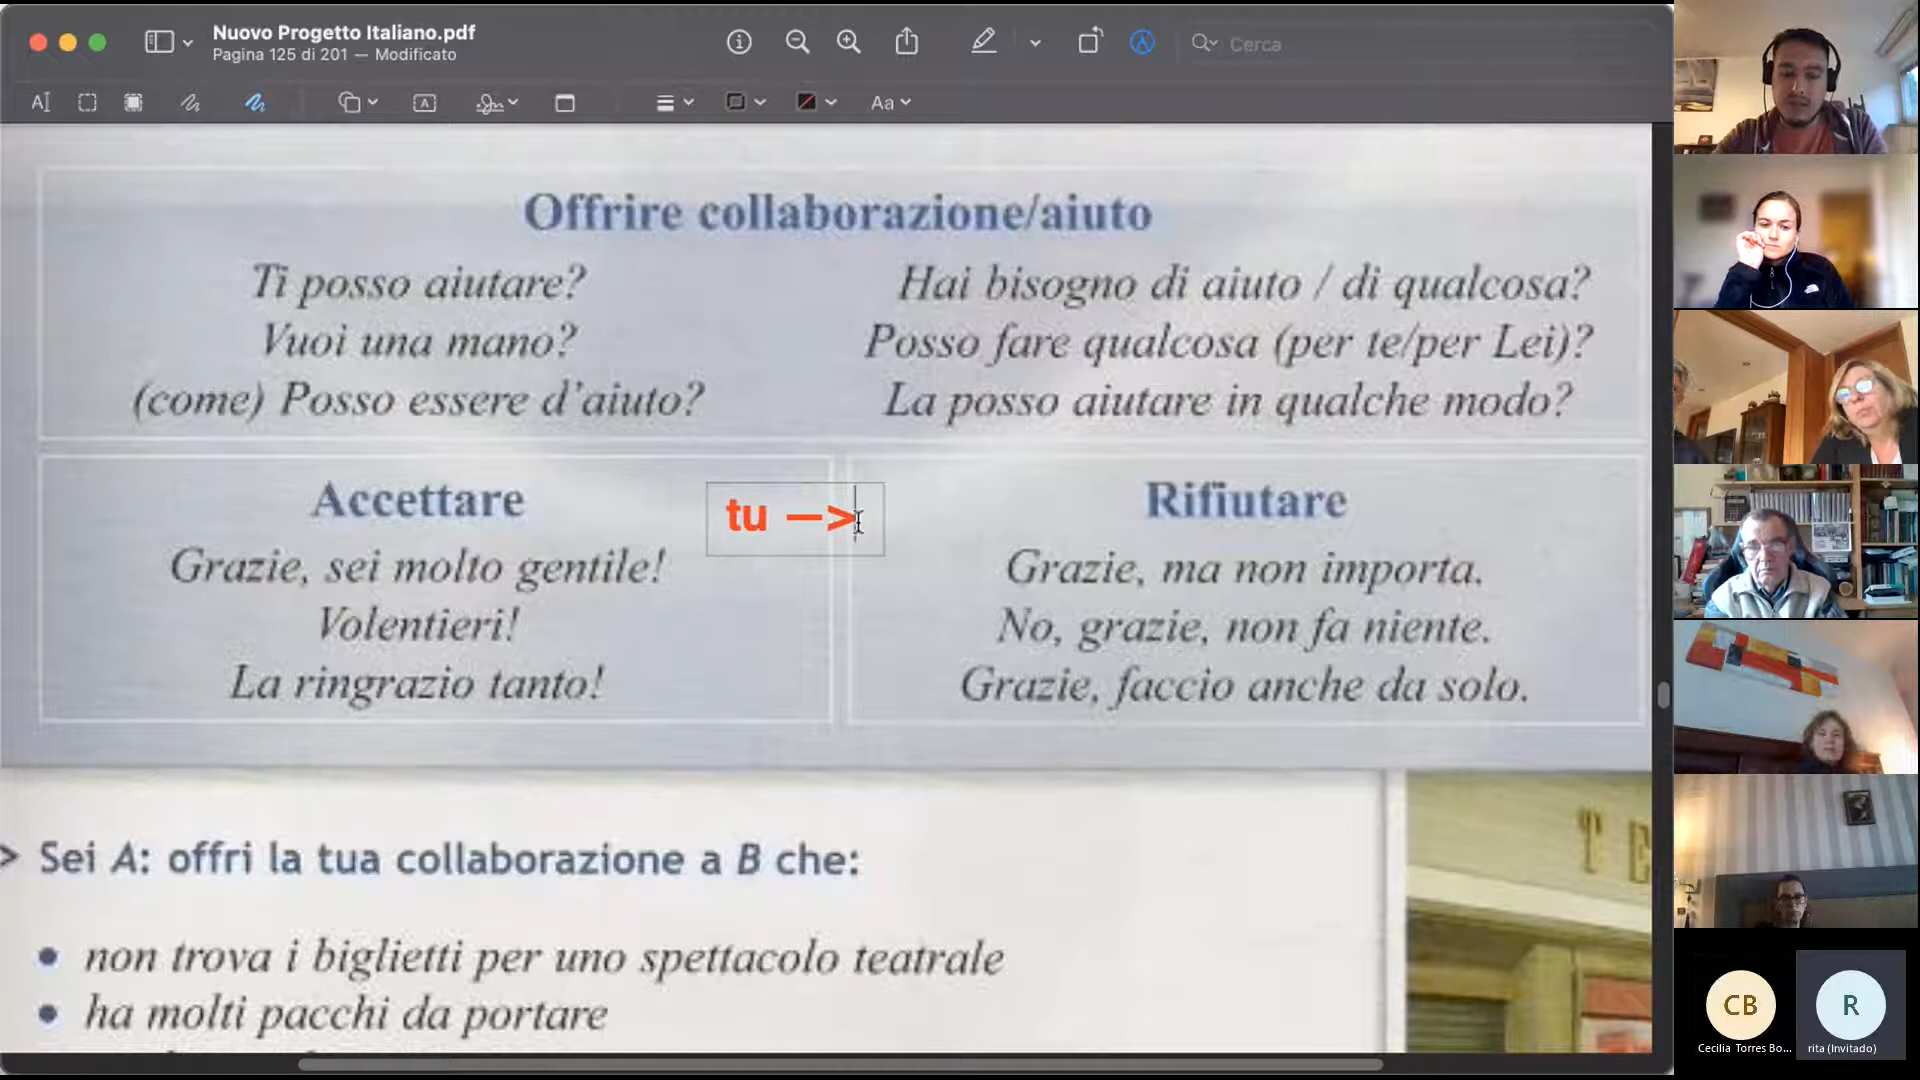 Nuovo Progetto Italiano.pdf
Pagina 125 di 201 — Modificato
Cerca
Aa
Offrire collaborazione/aiuto
Ti posso aiutare?
Vuoi una mano?
(come) Posso essere d'aiuto?
Hai bisogno di aiuto / di qualcosa?
Posso fare qualcosa (per te/per Lei)?
La posso aiutare in qualche modo?
Accettare
Grazie, sei molto gentile!
Volentieri!
La ringrazio tanto!
tu —>
Rifiutare
Grazie, ma non importa.
No, grazie, non fa niente.
Grazie, faccio anche da solo.
> Sei A: offri la tua collaborazione a B che:
• non trova i biglietti per uno spettacolo teatrale
• ha molti pacchi da portare
T E
CB
Cecilia Torres Bo...
R
rita (Invitado)